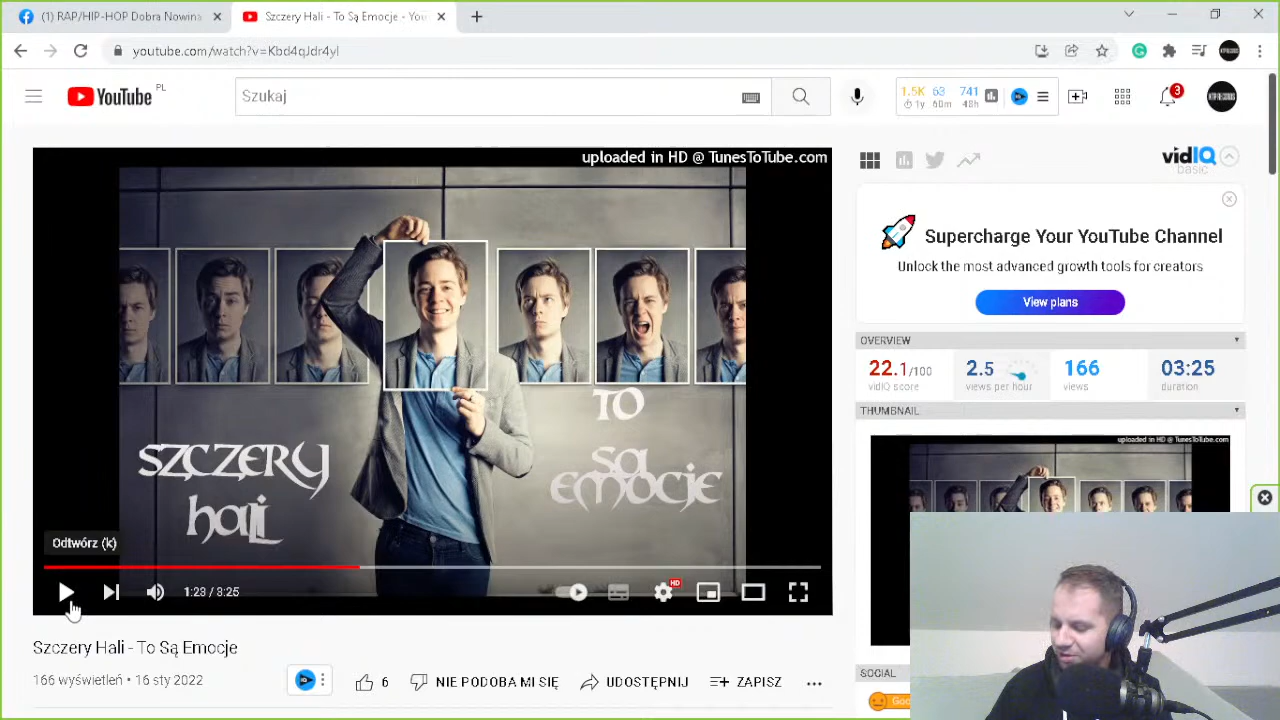 (1) RAP/HIP-HOP Dobra Nowina
Szczery Hali - To Są Emocje - You
youtube.com/watch?v=Kbd4qJdr4yI
YouTube PL
Szukaj
1,5K 63 741
1y 60m 48h
3
uploaded in HD @ TunesToTube.com
SZCZERY
HALI
TO
SĄ
EMOCJE
Odtwórz (k)
1:23 / 3:25
HD
Szczery Hali - To Są Emocje
166 wyświetleń • 16 sty 2022
6
NIE PODOBA MI SIĘ
UDOSTĘPNIJ
ZAPISZ
vidIQ
basic
Supercharge Your YouTube Channel
Unlock the most advanced growth tools for creators
View plans
OVERVIEW
22.1/100
vidIQ score
2.5
views per hour
166
views
03:25
duration
THUMBNAIL
uploaded in HD @ TunesToTube.com
SOCIAL